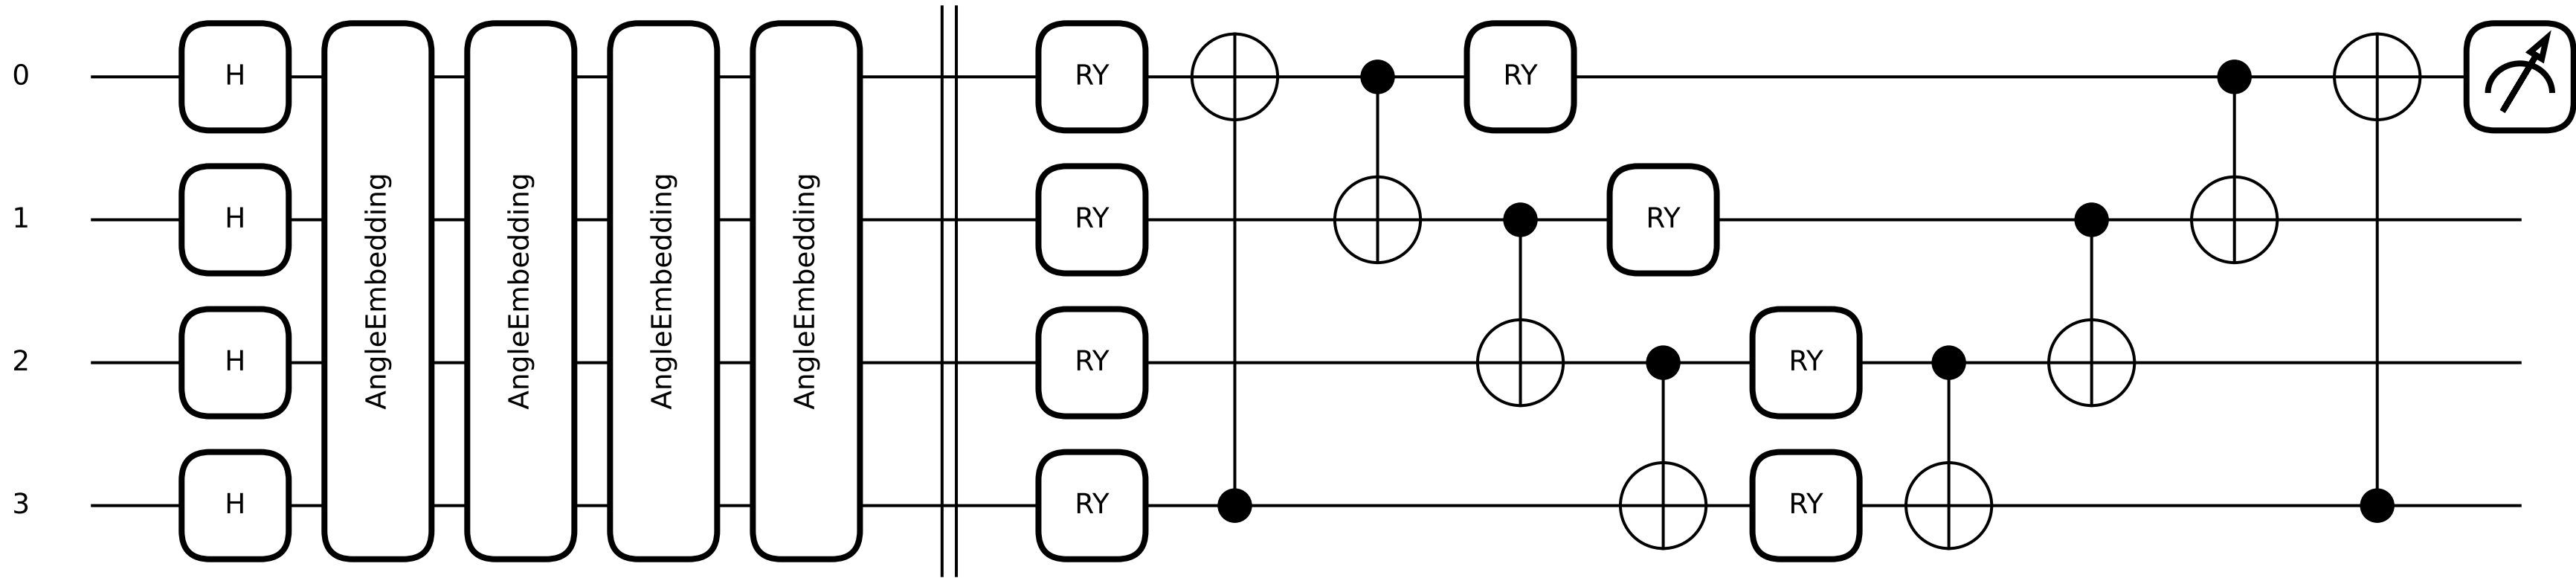 0 H AngleEmbedding AngleEmbedding AngleEmbedding AngleEmbedding RY RY
1 H RY RY
2 H RY RY
3 H RY RY